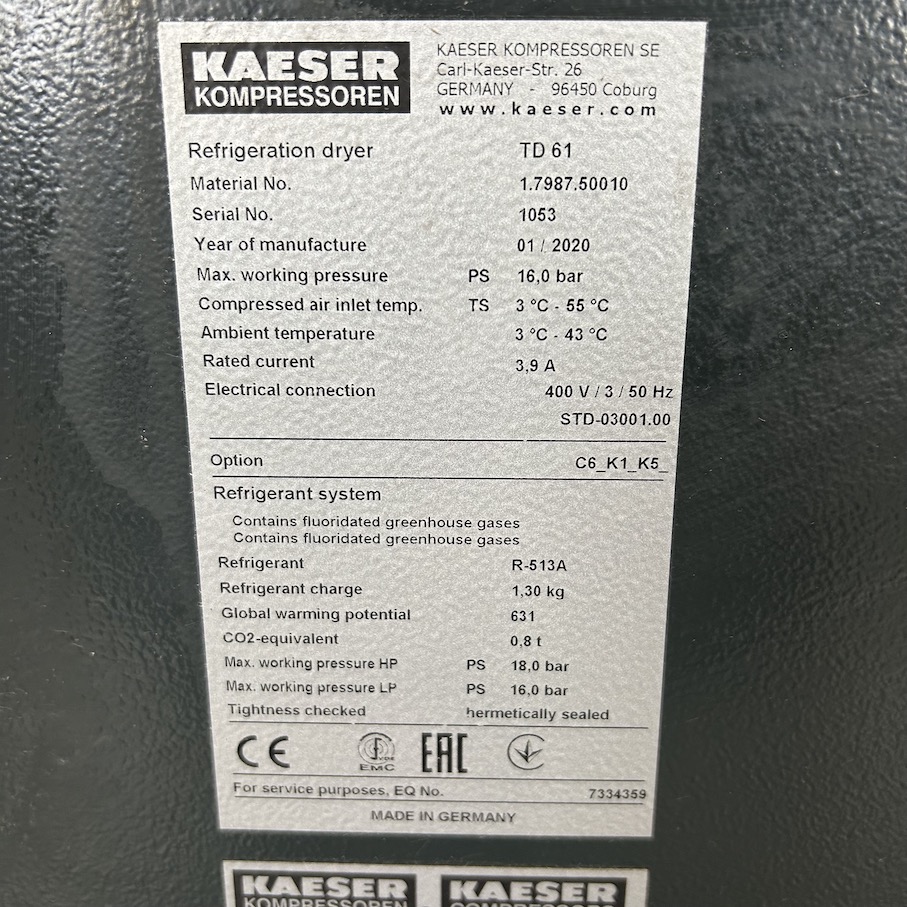 KAESER
KOMPRESSOREN
KAESER KOMPRESSOREN SE
Carl-Kaeser-Str. 26
GERMANY - 96450 Coburg
www.kaeser.com
Refrigeration dryer TD 61
Material No. 1.7987.50010
Serial No. 1053
Year of manufacture 01 / 2020
Max. working pressure PS 16,0 bar
Compressed air inlet temp. TS 3 °C - 55 °C
Ambient temperature 3 °C - 43 °C
Rated current 3,9 A
Electrical connection 400 V / 3 / 50 Hz
STD-03001.00
Option C6_K1_K5_
Refrigerant system
Contains fluoridated greenhouse gases
Contains fluoridated greenhouse gases
Refrigerant R-513A
Refrigerant charge 1,30 kg
Global warming potential 631
CO2-equivalent 0,8 t
Max. working pressure HP PS 18,0 bar
Max. working pressure LP PS 16,0 bar
Tightness checked hermetically sealed
CE VDE EMC EAC
For service purposes, EQ No. 7334359
MADE IN GERMANY
KAESER KAESER
KOMPRESSOREN KOMPRESSOREN